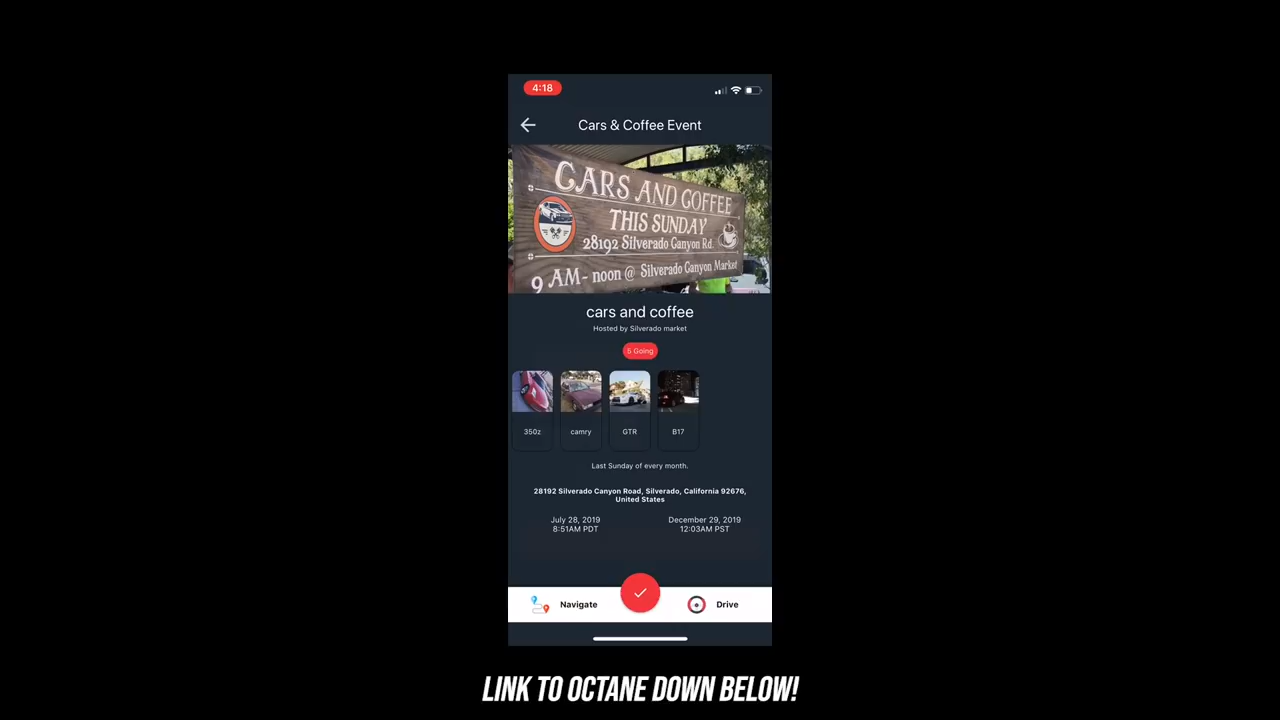 4:18
Cars & Coffee Event
CARS AND COFFEE
THIS SUNDAY
28192 Silverado Canyon Rd.
9 AM - noon @ Silverado Canyon Market
cars and coffee
Hosted by Silverado market
5 Going
350z
camry
GTR
B17
Last Sunday of every month.
28192 Silverado Canyon Road, Silverado, California 92676,
United States
July 28, 2019
8:51AM PDT
December 29, 2019
12:03AM PST
Navigate
Drive
LINK TO OCTANE DOWN BELOW!